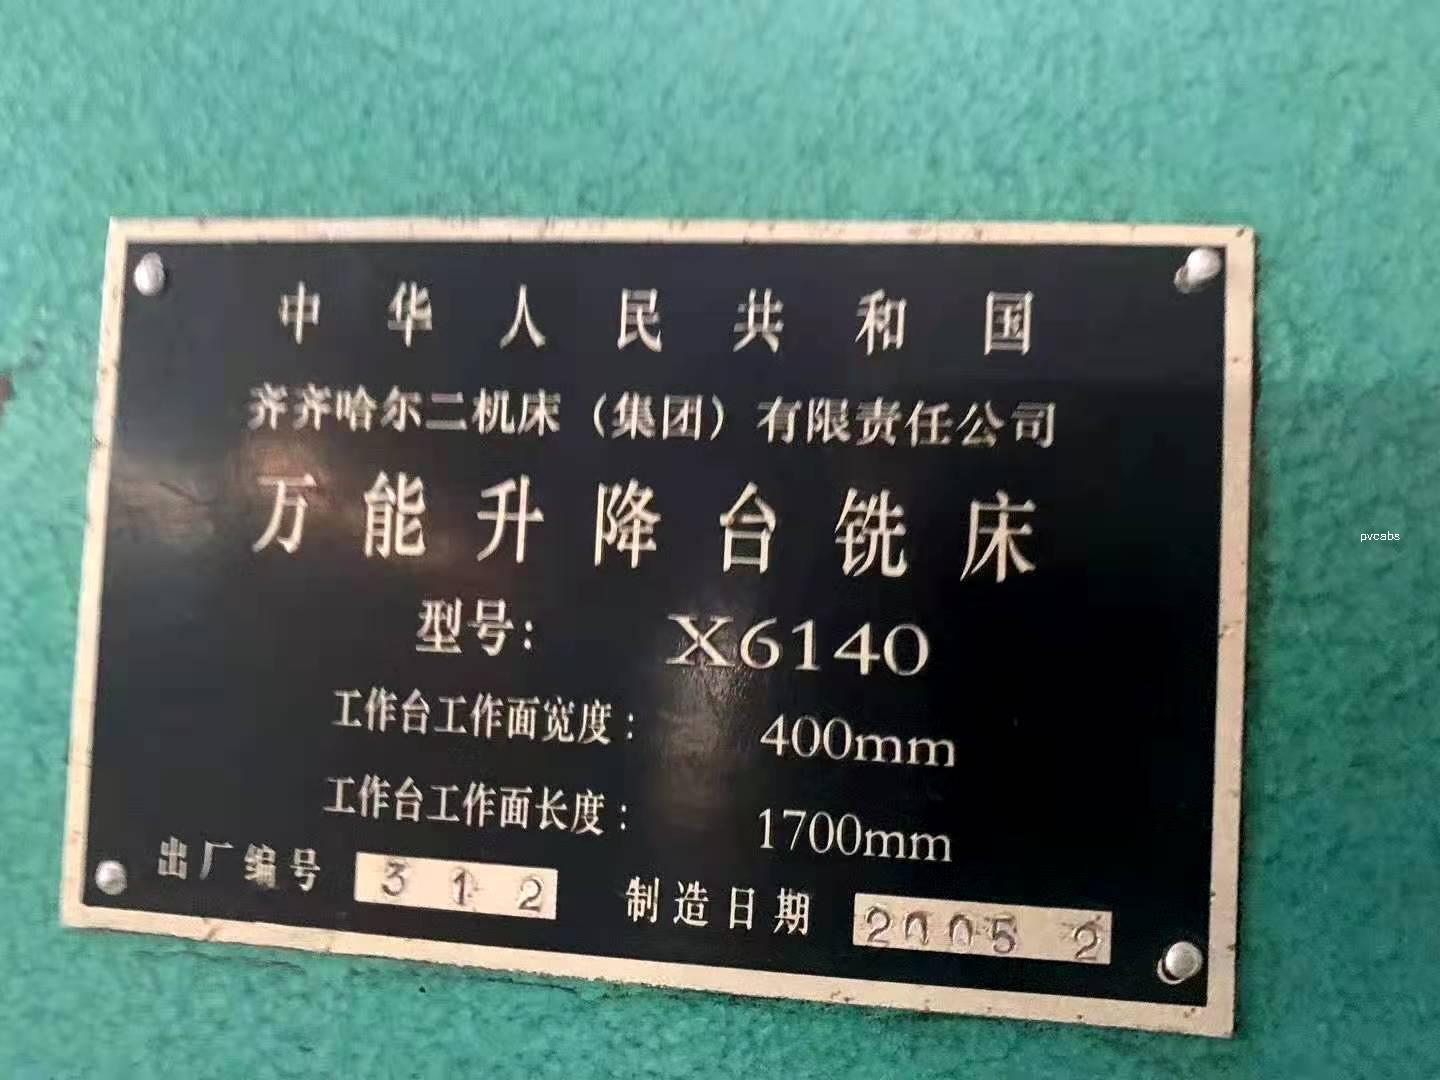 中华人民共和国
齐齐哈尔二机床（集团）有限责任公司
万能升降台铣床
型号: X6140
工作台工作面宽度: 400mm
工作台工作面长度: 1700mm
出厂编号 312 制造日期 2005 2
pvcabs